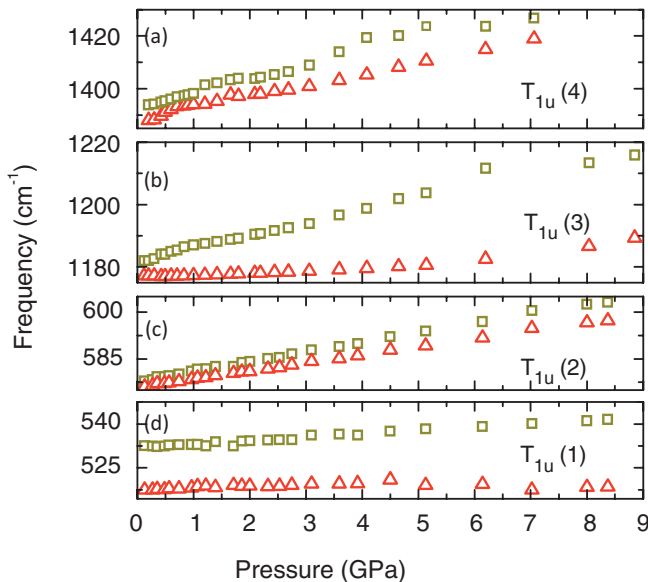 1420
(a)
1400
T1u (4)
1220
(b)
1200
T1u (3)
1180
600
(c)
585
T1u (2)
540
(d)
525
T1u (1)
0 1 2 3 4 5 6 7 8 9
Pressure (GPa)
Frequency (cm-1)